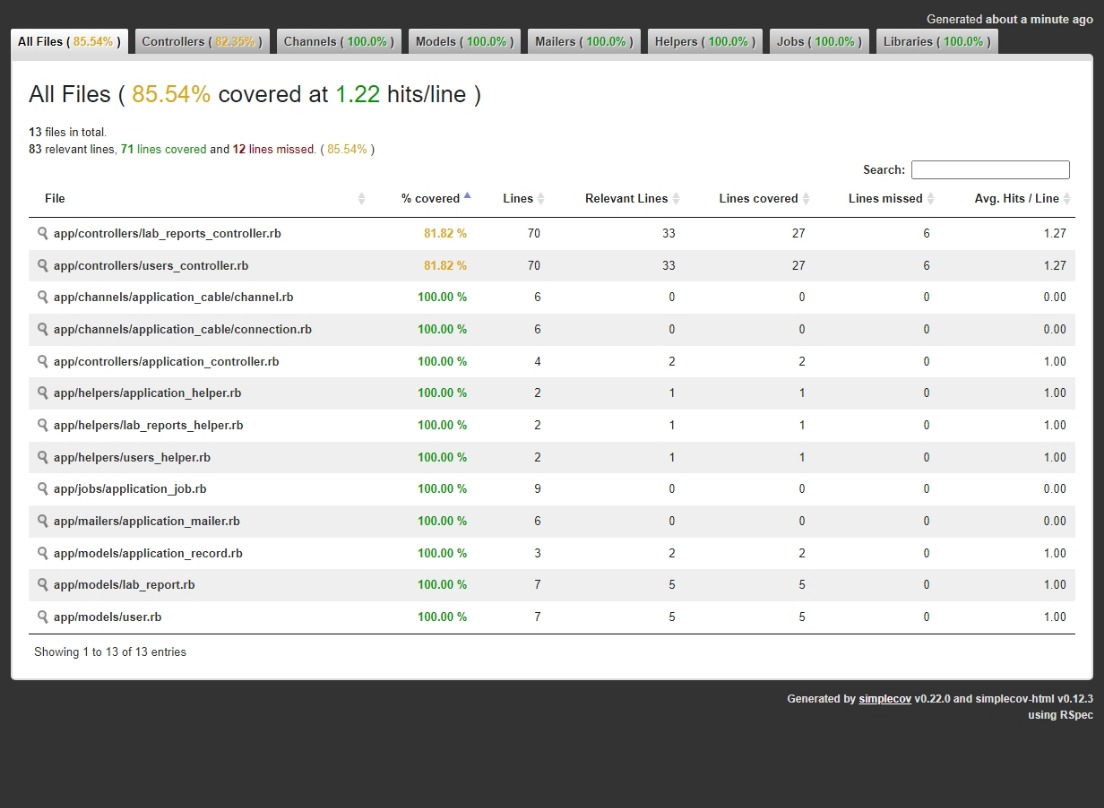 Generated about a minute ago
All Files ( 85.54% ) Controllers ( 82.35% ) Channels ( 100.0% ) Models ( 100.0% ) Mailers ( 100.0% ) Helpers ( 100.0% ) Jobs ( 100.0% ) Libraries ( 100.0% )
All Files ( 85.54% covered at 1.22 hits/line )
13 files in total.
83 relevant lines, 71 lines covered and 12 lines missed. ( 85.54% )
Search:
File % covered Lines Relevant Lines Lines covered Lines missed Avg. Hits / Line
app/controllers/lab_reports_controller.rb 81.82 % 70 33 27 6 1.27
app/controllers/users_controller.rb 81.82 % 70 33 27 6 1.27
app/channels/application_cable/channel.rb 100.00 % 6 0 0 0 0.00
app/channels/application_cable/connection.rb 100.00 % 6 0 0 0 0.00
app/controllers/application_controller.rb 100.00 % 4 2 2 0 1.00
app/helpers/application_helper.rb 100.00 % 2 1 1 0 1.00
app/helpers/lab_reports_helper.rb 100.00 % 2 1 1 0 1.00
app/helpers/users_helper.rb 100.00 % 2 1 1 0 1.00
app/jobs/application_job.rb 100.00 % 9 0 0 0 0.00
app/mailers/application_mailer.rb 100.00 % 6 0 0 0 0.00
app/models/application_record.rb 100.00 % 3 2 2 0 1.00
app/models/lab_report.rb 100.00 % 7 5 5 0 1.00
app/models/user.rb 100.00 % 7 5 5 0 1.00
Showing 1 to 13 of 13 entries
Generated by simplecov v0.22.0 and simplecov-html v0.12.3
using RSpec